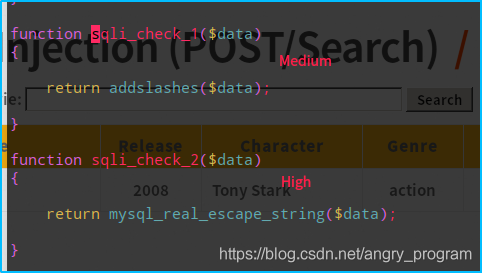 }
function sqli_check_1($data)
njection (POST/Search) /
{
Medium
ie:
return addslashes($data);
Search
}
Release Character Genre
function sqli_check_2($data)
{
High
2008 Tony Stark action
return mysql_real_escape_string($data);
}
https://blog.csdn.net/angry_program